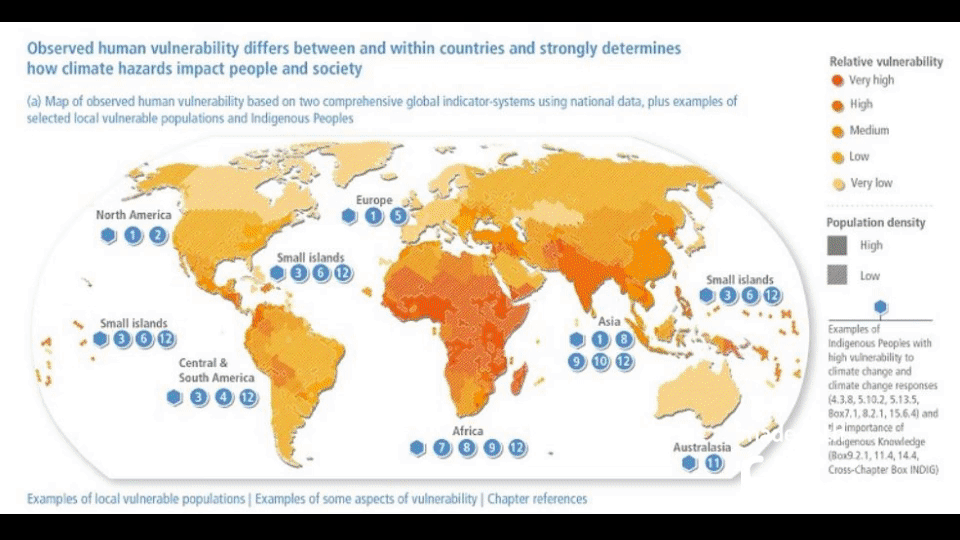 Observed human vulnerability differs between and within countries and strongly determines
how climate hazards impact people and society
(a) Map of observed human vulnerability based on two comprehensive global indicator-systems using national data, plus examples of
selected local vulnerable populations and Indigenous Peoples
Relative vulnerability
Very high
High
Medium
Low
Very low
Population density
High
Low
Examples of
Indigenous Peoples with
high vulnerability to
climate change and
climate change responses
(4.3.8, 5.10.2, 5.13.5,
Box7.1, 8.2.1, 15.6.4) and
importance of
Indigenous Knowledge
(Box9.2.1, 11.4, 14.4,
Cross-Chapter Box INDIG)
North America
1 2
Europe
1 5
Small islands
3 6 12
Small islands
3 6 12
Small islands
3 6 12
Asia
1 8
9 10 12
Central &
South America
3 4 12
Africa
7 8 9 12
Australasia
11
Examples of local vulnerable populations | Examples of some aspects of vulnerability | Chapter references